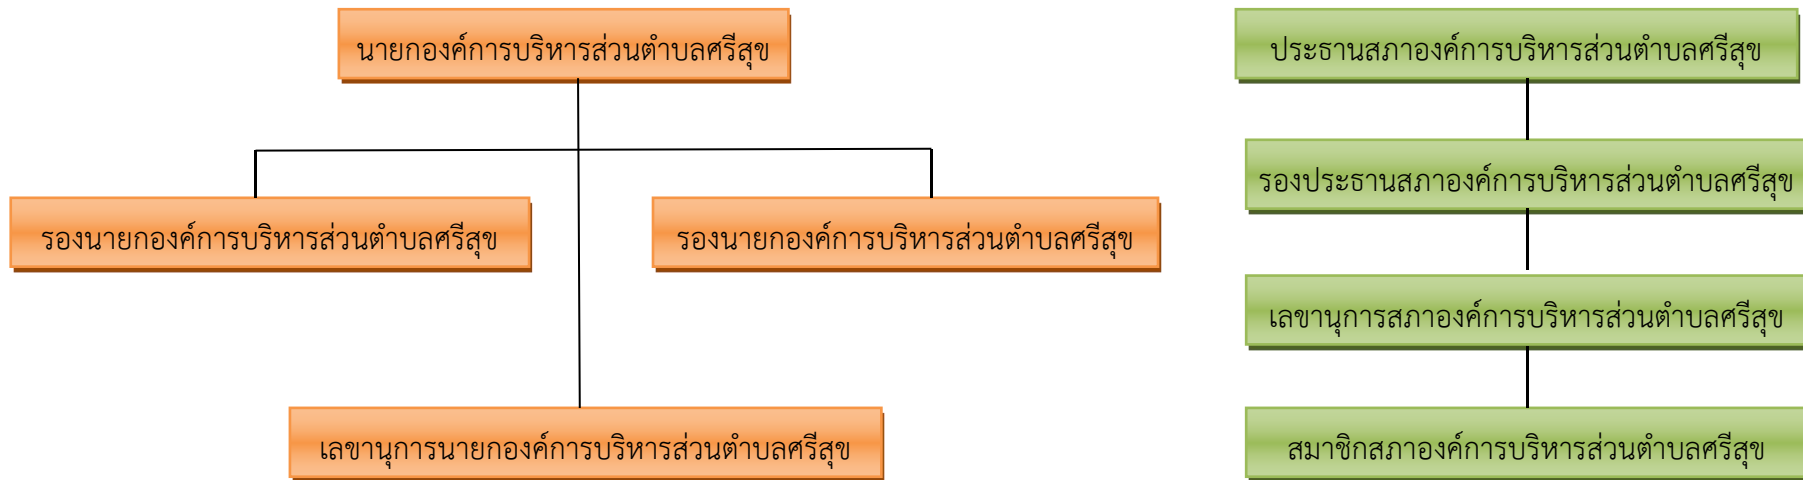 นายกองค์การบริหารส่วนตำบลศรีสุข
รองนายกองค์การบริหารส่วนตำบลศรีสุข
รองนายกองค์การบริหารส่วนตำบลศรีสุข
เลขานุการนายกองค์การบริหารส่วนตำบลศรีสุข
ประธานสภาองค์การบริหารส่วนตำบลศรีสุข
รองประธานสภาองค์การบริหารส่วนตำบลศรีสุข
เลขานุการสภาองค์การบริหารส่วนตำบลศรีสุข
สมาชิกสภาองค์การบริหารส่วนตำบลศรีสุข